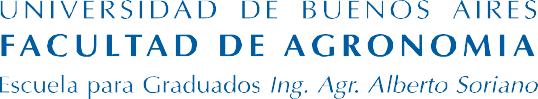 UNIVERSIDAD DE BUENOS AIRES
FACULTAD DE AGRONOMIA
Escuela para Graduados Ing. Agr. Alberto Soriano